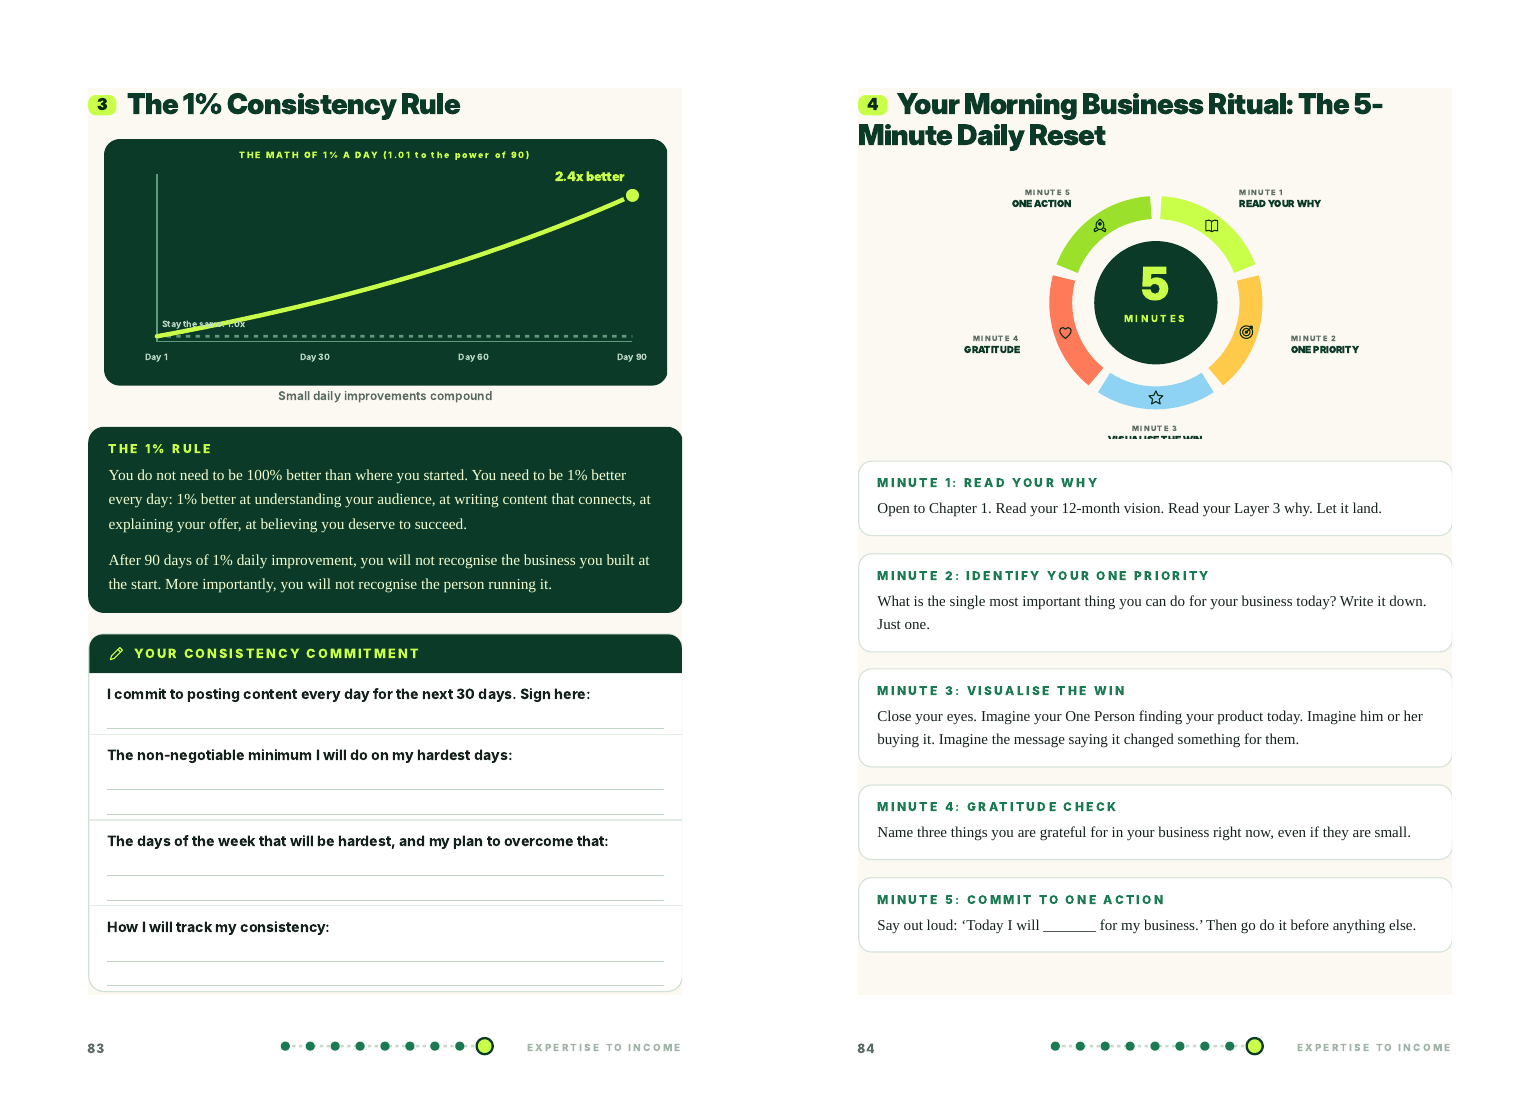 3 The 1% Consistency Rule
THE MATH OF 1% A DAY (1.01 to the power of 90)
2.4x better
Stay the same 1.0x
Day 1 Day 30 Day 60 Day 90
Small daily improvements compound
THE 1% RULE
You do not need to be 100% better than where you started. You need to be 1% better
every day: 1% better at understanding your audience, at writing content that connects, at
explaining your offer, at believing you deserve to succeed.
After 90 days of 1% daily improvement, you will not recognise the business you built at
the start. More importantly, you will not recognise the person running it.
YOUR CONSISTENCY COMMITMENT
I commit to posting content every day for the next 30 days. Sign here:
The non-negotiable minimum I will do on my hardest days:
The days of the week that will be hardest, and my plan to overcome that:
How I will track my consistency:
83
EXPERTISE TO INCOME
4 Your Morning Business Ritual: The 5-
Minute Daily Reset
MINUTE 5
ONE ACTION
MINUTE 1
READ YOUR WHY
5
MINUTES
MINUTE 4
GRATITUDE
MINUTE 2
ONE PRIORITY
MINUTE 3
VISUALISE THE WIN
MINUTE 1: READ YOUR WHY
Open to Chapter 1. Read your 12-month vision. Read your Layer 3 why. Let it land.
MINUTE 2: IDENTIFY YOUR ONE PRIORITY
What is the single most important thing you can do for your business today? Write it down.
Just one.
MINUTE 3: VISUALISE THE WIN
Close your eyes. Imagine your One Person finding your product today. Imagine him or her
buying it. Imagine the message saying it changed something for them.
MINUTE 4: GRATITUDE CHECK
Name three things you are grateful for in your business right now, even if they are small.
MINUTE 5: COMMIT TO ONE ACTION
Say out loud: ‘Today I will _______ for my business.’ Then go do it before anything else.
84
EXPERTISE TO INCOME